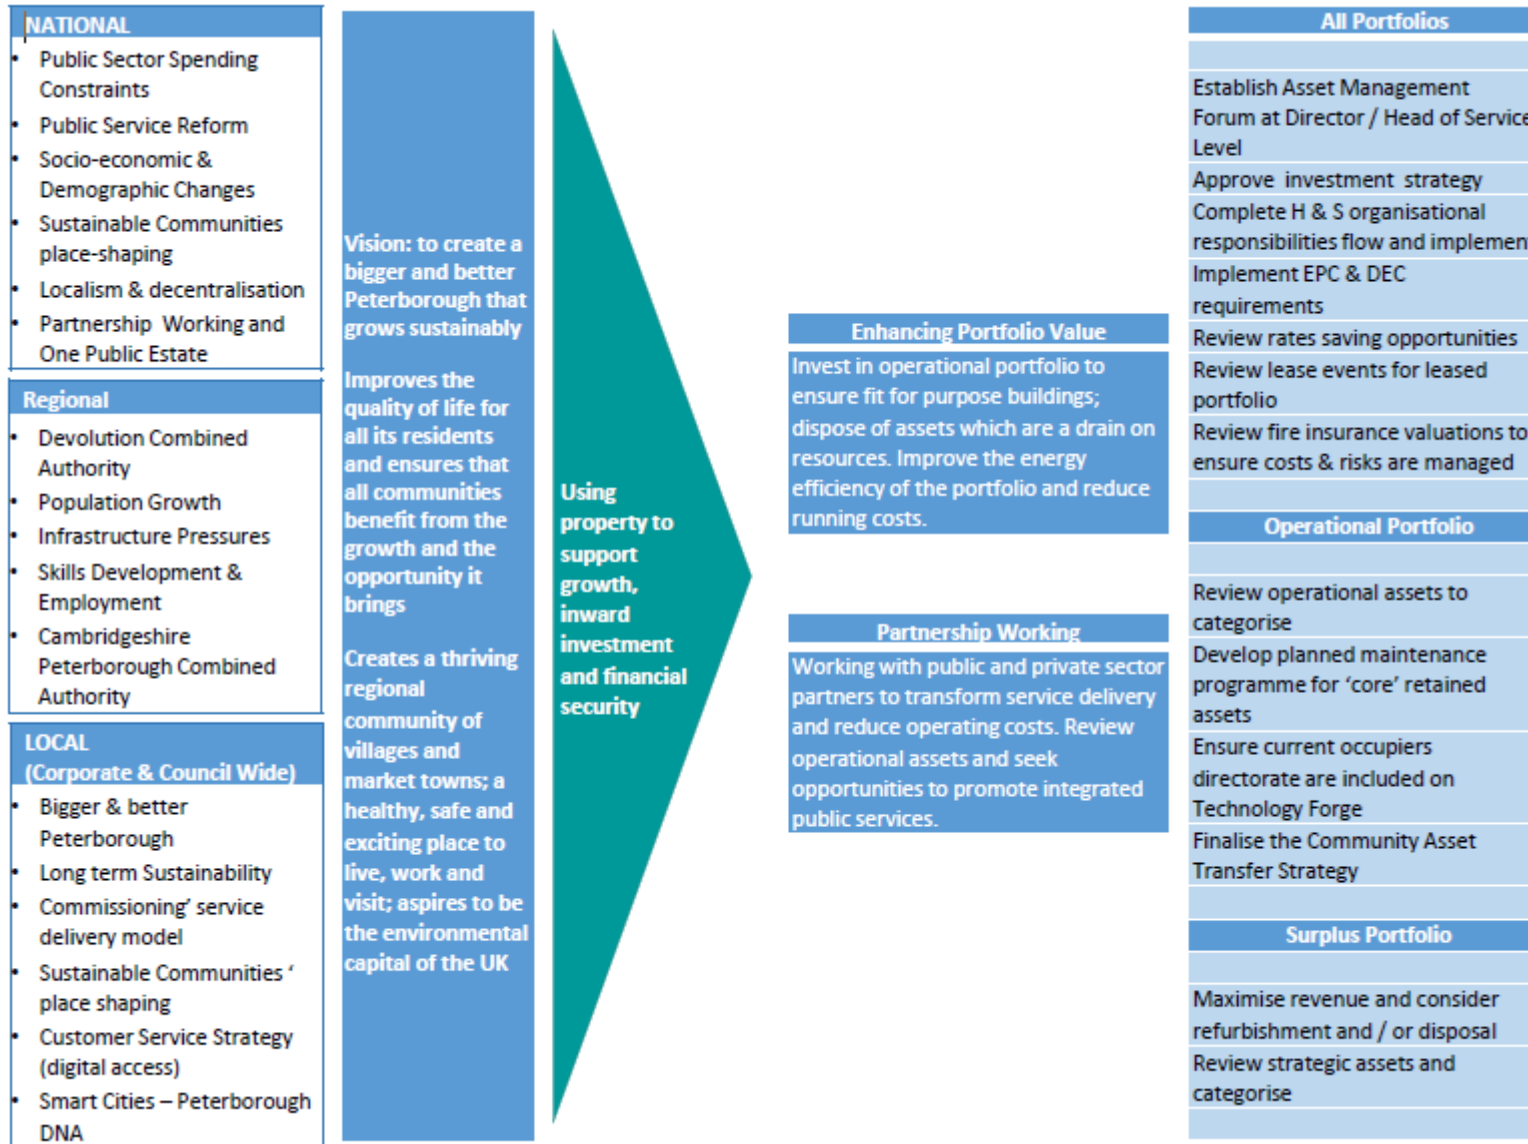 NATIONAL
• Public Sector Spending
Constraints
• Public Service Reform
• Socio-economic &
Demographic Changes
• Sustainable Communities
place-shaping
• Localism & decentralisation
• Partnership Working and
One Public Estate
Regional
• Devolution Combined
Authority
• Population Growth
• Infrastructure Pressures
• Skills Development &
Employment
• Cambridgeshire
Peterborough Combined
Authority
LOCAL
(Corporate & Council Wide)
• Bigger & better
Peterborough
• Long term Sustainability
• Commissioning’ service
delivery model
• Sustainable Communities ‘
place shaping
• Customer Service Strategy
(digital access)
• Smart Cities – Peterborough
DNA
Vision: to create a
bigger and better
Peterborough that
grows sustainably
Improves the
quality of life for
all its residents
and ensures that
all communities
benefit from the
growth and the
opportunity it
brings
Creates a thriving
regional
community of
villages and
market towns; a
healthy, safe and
exciting place to
live, work and
visit; aspires to be
the environmental
capital of the UK
Using
property to
support
growth,
inward
investment
and financial
security
Enhancing Portfolio Value
Invest in operational portfolio to
ensure fit for purpose buildings;
dispose of assets which are a drain on
resources. Improve the energy
efficiency of the portfolio and reduce
running costs.
Partnership Working
Working with public and private sector
partners to transform service delivery
and reduce operating costs. Review
operational assets and seek
opportunities to promote integrated
public services.
All Portfolios
Establish Asset Management
Forum at Director / Head of Service
Level
Approve investment strategy
Complete H & S organisational
responsibilities flow and implement
Implement EPC & DEC
requirements
Review rates saving opportunities
Review lease events for leased
portfolio
Review fire insurance valuations to
ensure costs & risks are managed
Operational Portfolio
Review operational assets to
categorise
Develop planned maintenance
programme for ‘core’ retained
assets
Ensure current occupiers
directorate are included on
Technology Forge
Finalise the Community Asset
Transfer Strategy
Surplus Portfolio
Maximise revenue and consider
refurbishment and / or disposal
Review strategic assets and
categorise